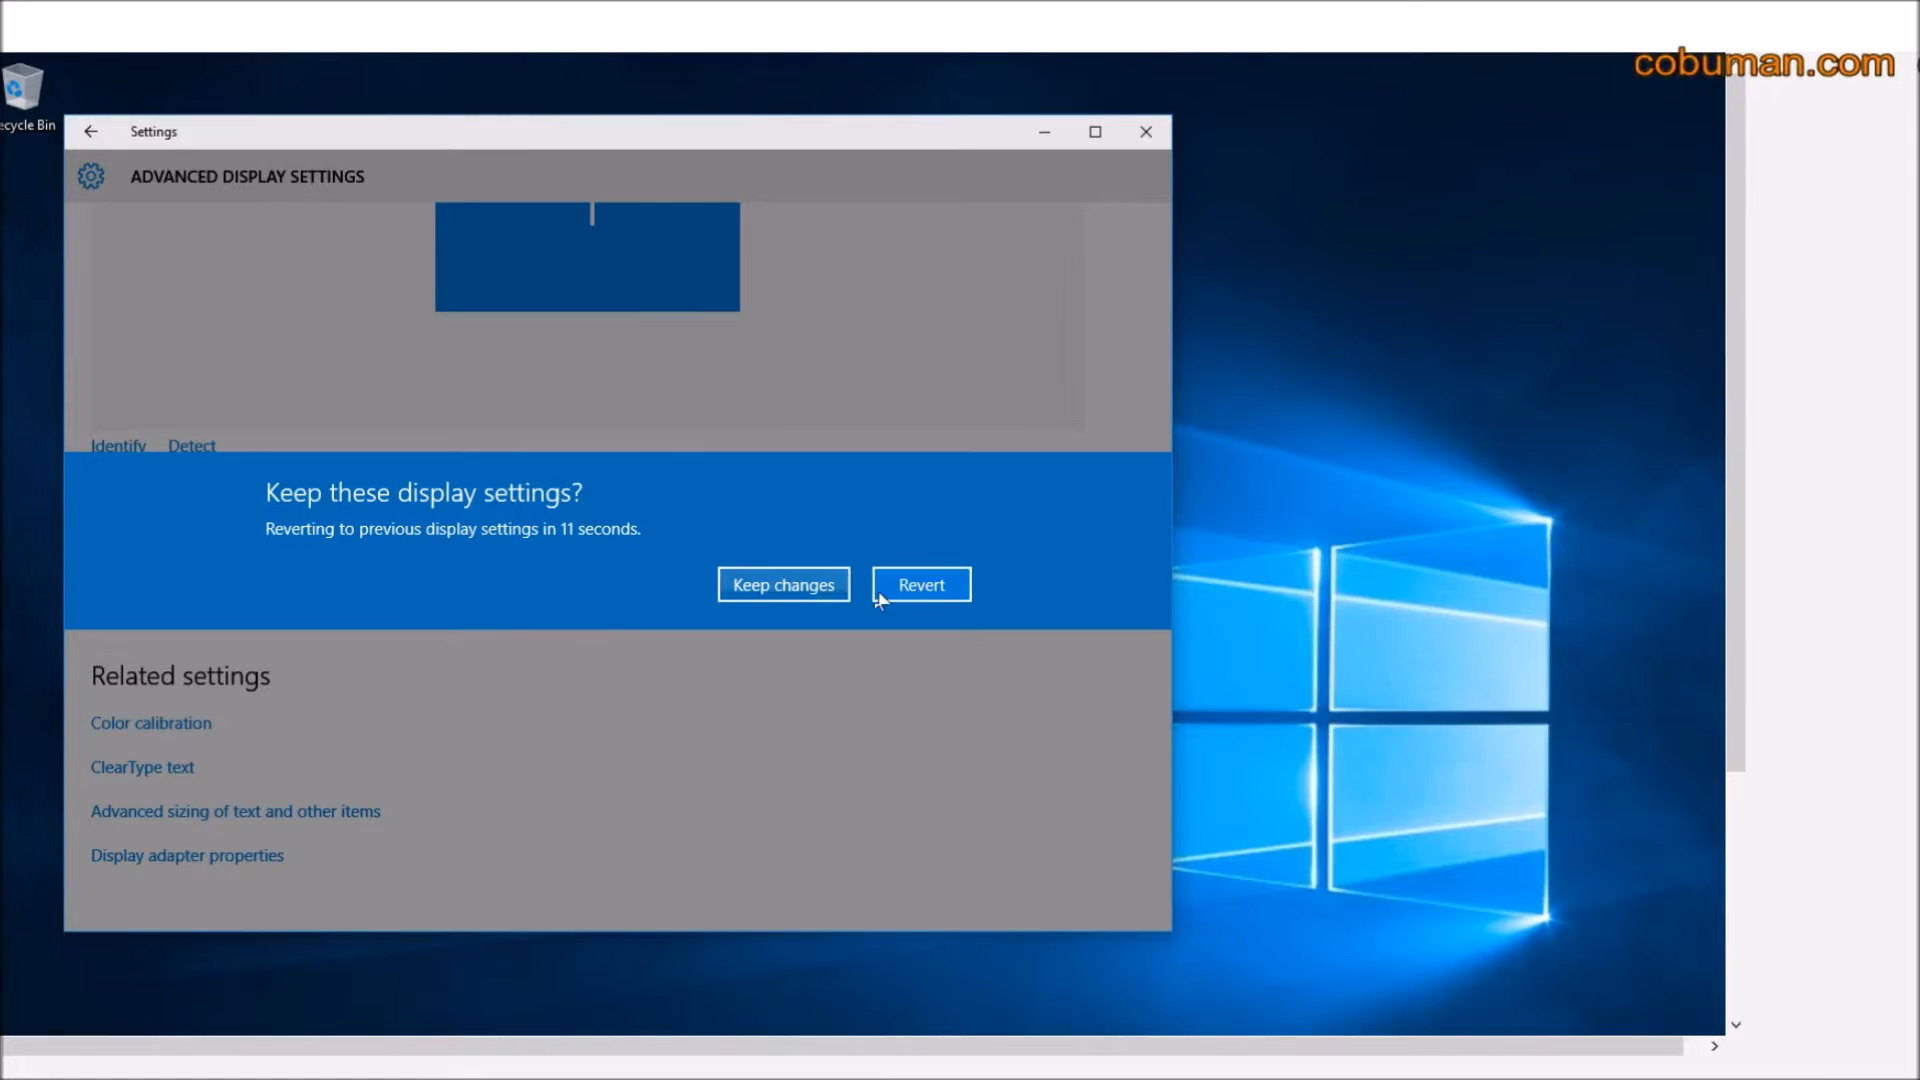 cobuman.com
ecycle Bin
Settings
ADVANCED DISPLAY SETTINGS
Identify Detect
Keep these display settings?
Reverting to previous display settings in 11 seconds.
Keep changes Revert
Related settings
Color calibration
ClearType text
Advanced sizing of text and other items
Display adapter properties